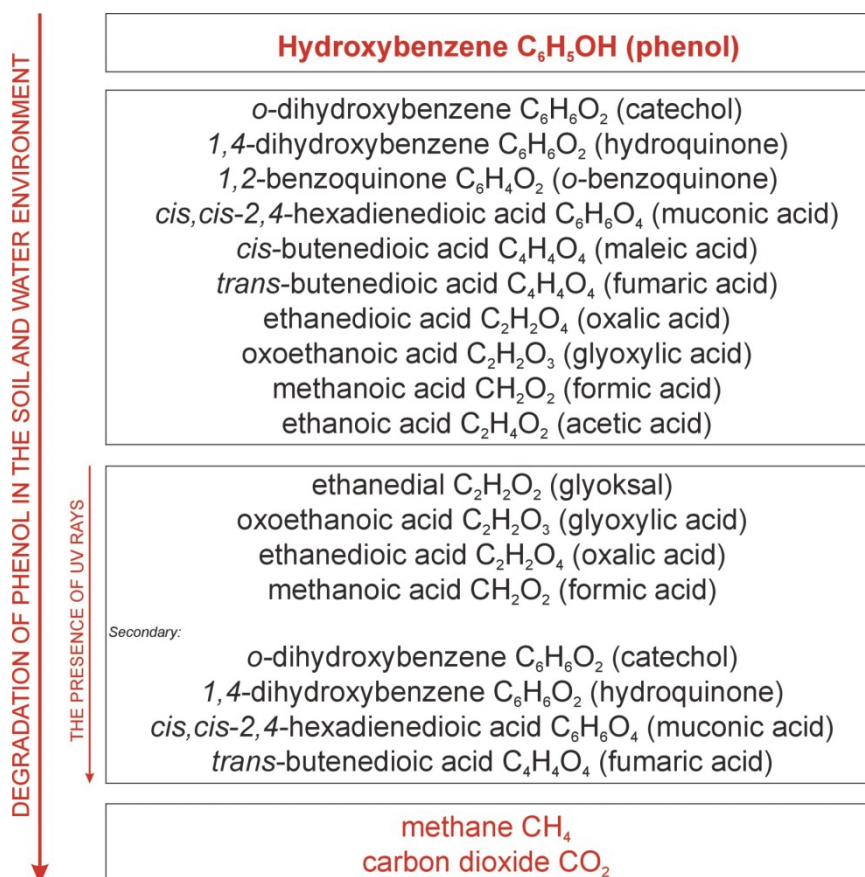 DEGRADATION OF PHENOL IN THE SOIL AND WATER ENVIRONMENT
Hydroxybenzene C₆H₅OH (phenol)
o-dihydroxybenzene C₆H₆O₂ (catechol)
1,4-dihydroxybenzene C₆H₆O₂ (hydroquinone)
1,2-benzoquinone C₆H₄O₂ (o-benzoquinone)
cis,cis-2,4-hexadienedioic acid C₆H₆O₄ (muconic acid)
cis-butenedioic acid C₄H₄O₄ (maleic acid)
trans-butenedioic acid C₄H₄O₄ (fumaric acid)
ethanedioic acid C₂H₂O₄ (oxalic acid)
oxoethanoic acid C₂H₂O₃ (glyoxylic acid)
methanoic acid CH₂O₂ (formic acid)
ethanoic acid C₂H₄O₂ (acetic acid)
THE PRESENCE OF UV RAYS
ethanedial C₂H₂O₂ (glyoksal)
oxoethanoic acid C₂H₂O₃ (glyoxylic acid)
ethanedioic acid C₂H₂O₄ (oxalic acid)
methanoic acid CH₂O₂ (formic acid)
Secondary:
o-dihydroxybenzene C₆H₆O₂ (catechol)
1,4-dihydroxybenzene C₆H₆O₂ (hydroquinone)
cis,cis-2,4-hexadienedioic acid C₆H₆O₄ (muconic acid)
trans-butenedioic acid C₄H₄O₄ (fumaric acid)
methane CH₄
carbon dioxide CO₂